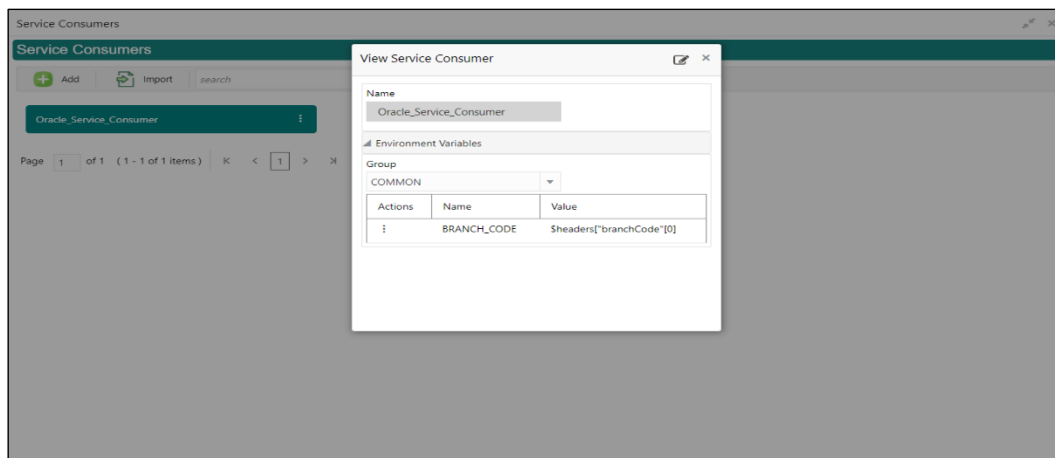 Service Consumers
Service Consumers
Add Import search
Oracle_Service_Consumer
Page 1 of 1 (1 - 1 of 1 items) 1
View Service Consumer
Name
Oracle_Service_Consumer
Environment Variables
Group
COMMON
Actions Name Value
BRANCH_CODE $headers["branchCode"[0]